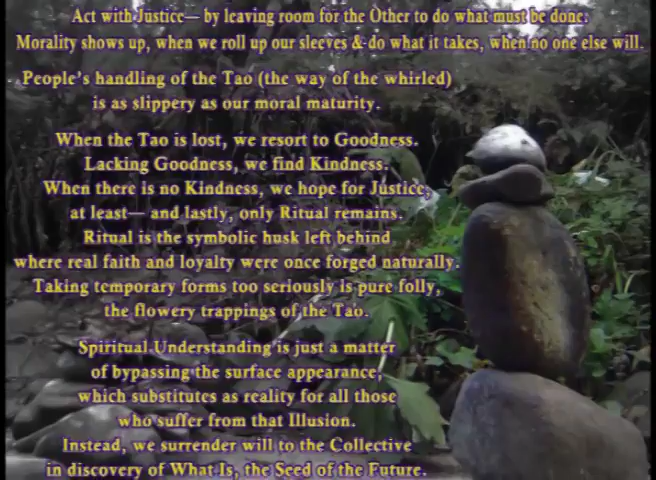 Act with Justice— by leaving room for the Other to do what must be done.
Morality shows up, when we roll up our sleeves & do what it takes, when no one else will.
People's handling of the Tao (the way of the whirled)
is as slippery as our moral maturity.
When the Tao is lost, we resort to Goodness.
Lacking Goodness, we find Kindness.
When there is no Kindness, we hope for Justice,
at least— and lastly, only Ritual remains.
Ritual is the symbolic husk left behind
where real faith and loyalty were once forged naturally.
Taking temporary forms too seriously is pure folly,
the flowery trappings of the Tao.
Spiritual Understanding is just a matter
of bypassing the surface appearance,
which substitutes as reality for all those
who suffer from that Illusion.
Instead, we surrender will to the Collective
in discovery of What Is, the Seed of the Future.